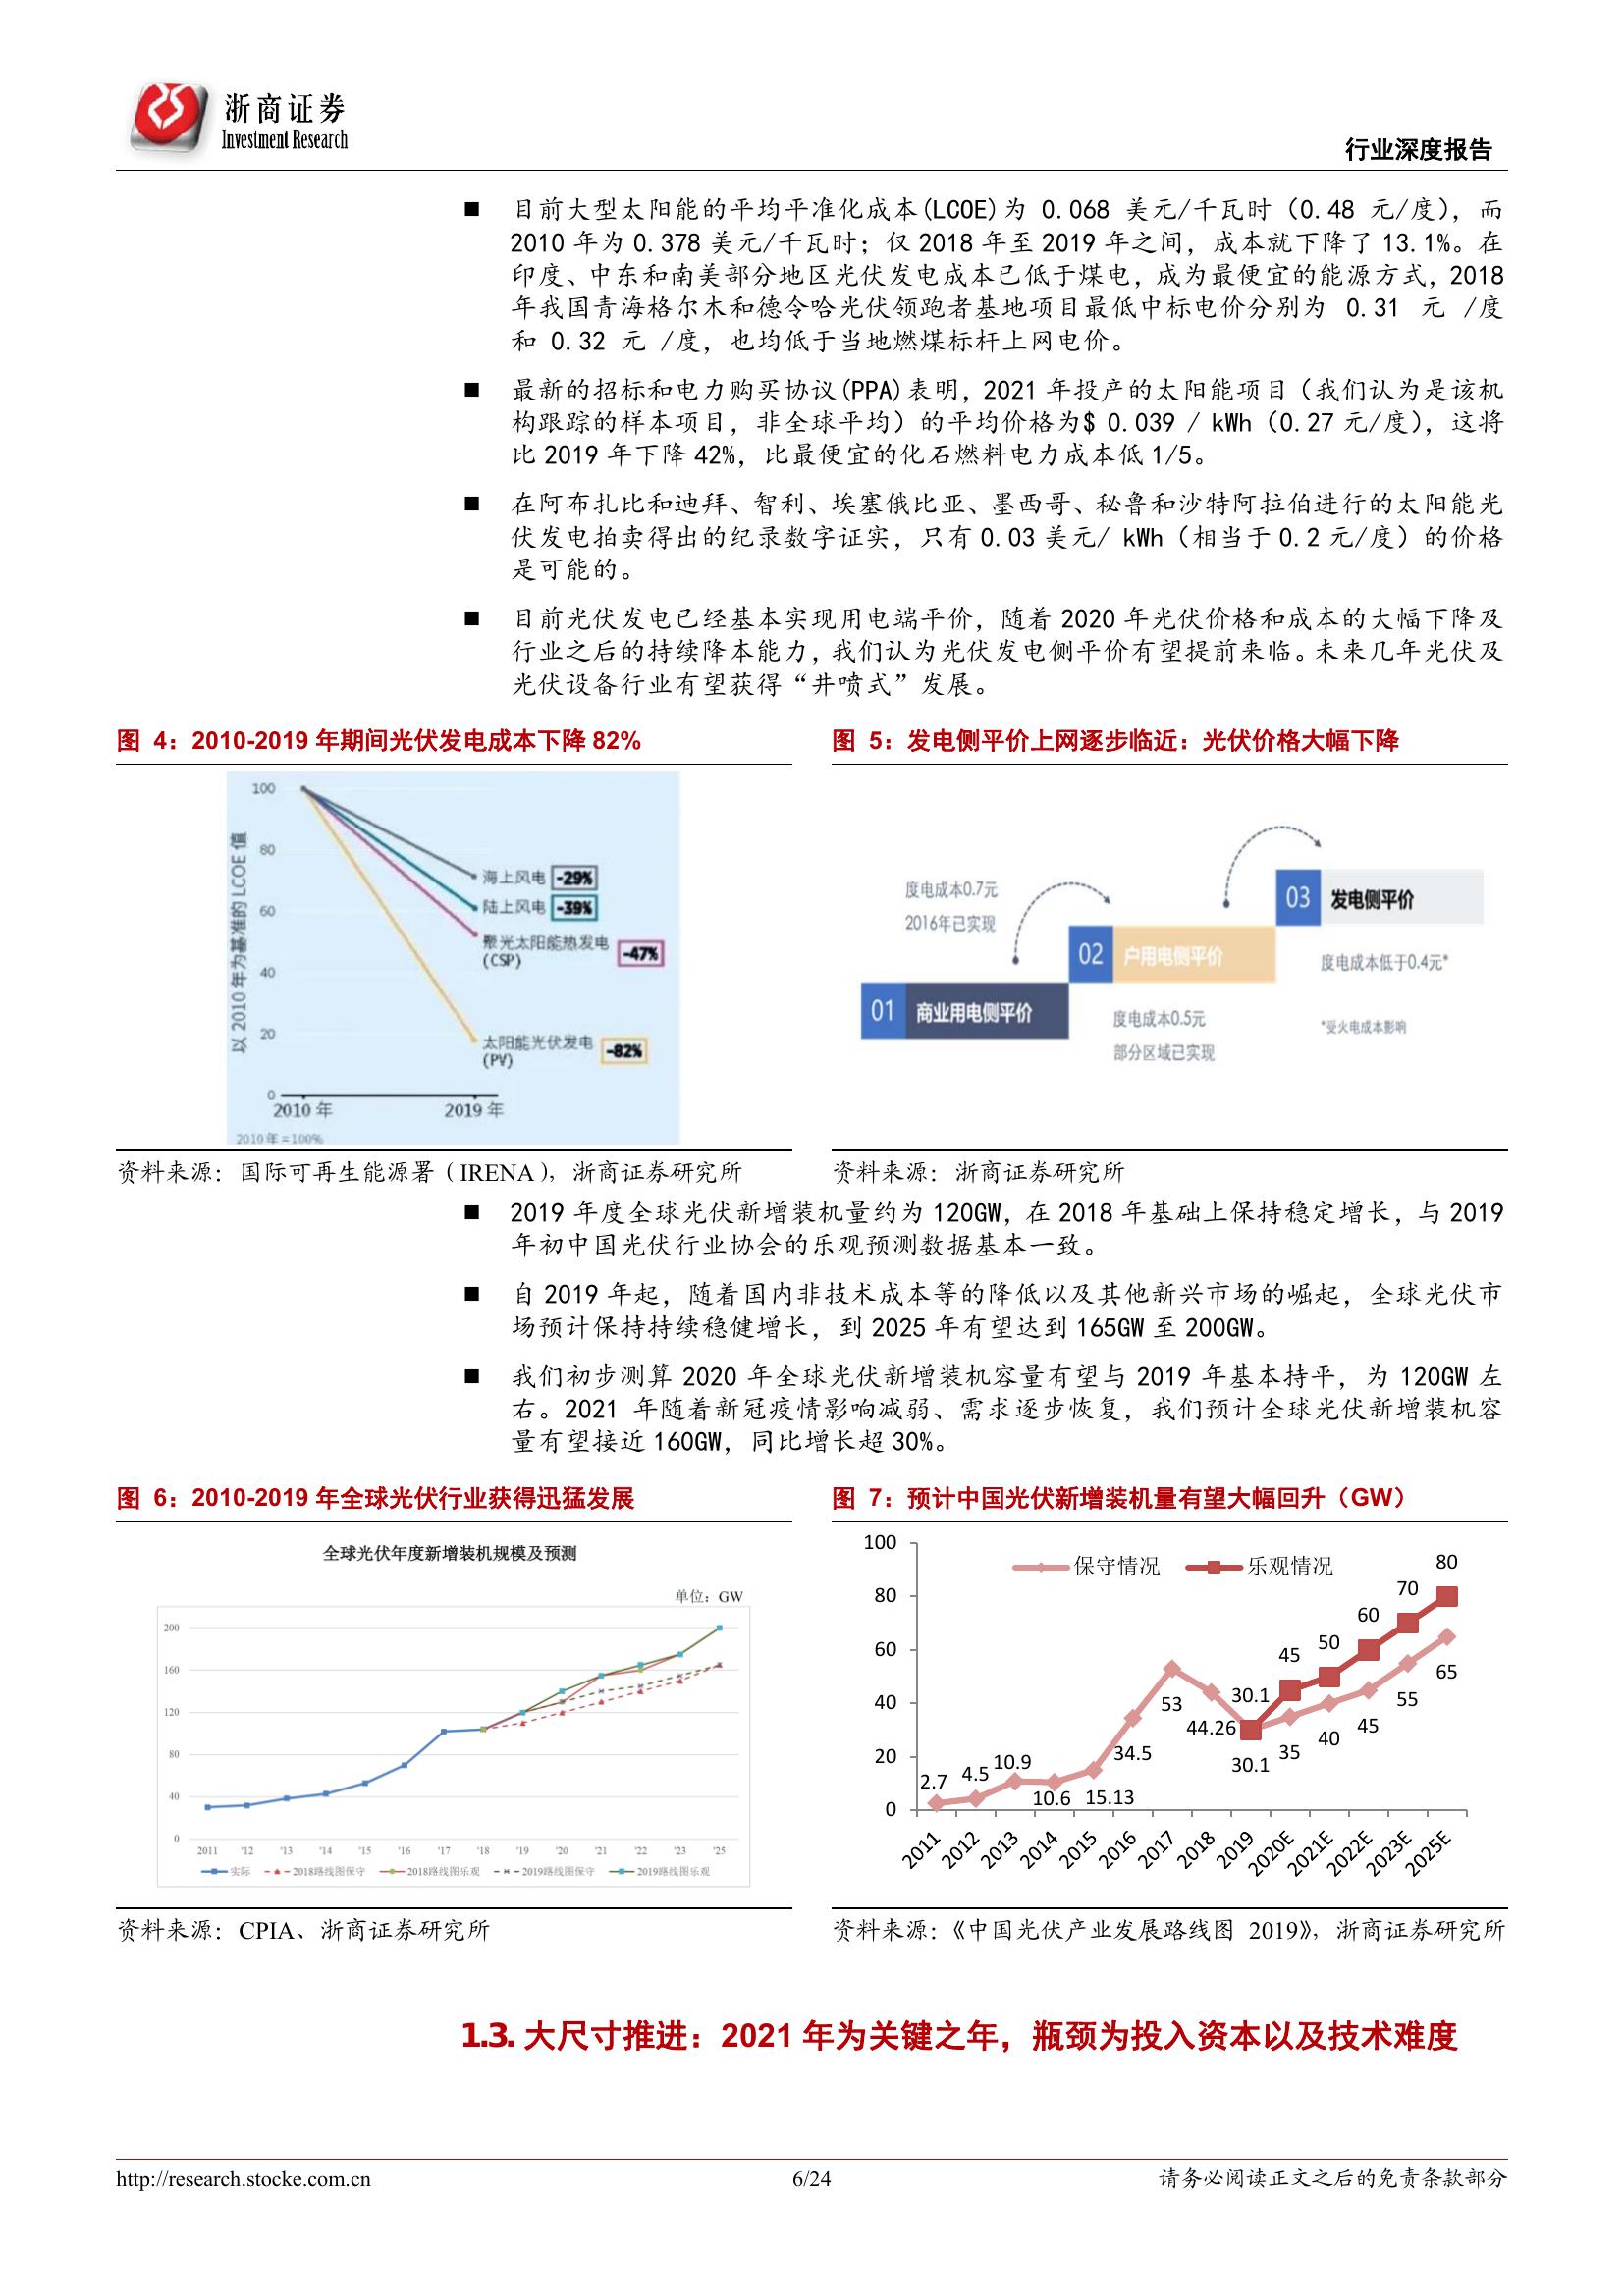 浙商证券
Investment Research
行业深度报告
■ 目前大型太阳能的平均平准化成本(LCOE)为 0.068 美元/千瓦时（0.48 元/度），而
2010 年为 0.378 美元/千瓦时；仅 2018 年至 2019 年之间，成本就下降了 13.1%。在
印度、中东和南美部分地区光伏发电成本已低于煤电，成为最便宜的能源方式，2018
年我国青海格尔木和德令哈光伏领跑者基地项目最低中标电价分别为 0.31 元 /度
和 0.32 元 /度，也均低于当地燃煤标杆上网电价。
■ 最新的招标和电力购买协议(PPA)表明，2021 年投产的太阳能项目（我们认为是该机
构跟踪的样本项目，非全球平均）的平均价格为$ 0.039 / kWh（0.27 元/度），这将
比 2019 年下降 42%，比最便宜的化石燃料电力成本低 1/5。
■ 在阿布扎比和迪拜、智利、埃塞俄比亚、墨西哥、秘鲁和沙特阿拉伯进行的太阳能光
伏发电拍卖得出的纪录数字证实，只有 0.03 美元/ kWh（相当于 0.2 元/度）的价格
是可能的。
■ 目前光伏发电已经基本实现用电端平价，随着 2020 年光伏价格和成本的大幅下降及
行业之后的持续降本能力，我们认为光伏发电侧平价有望提前来临。未来几年光伏及
光伏设备行业有望获得“井喷式”发展。
图 4：2010-2019 年期间光伏发电成本下降 82%
以 2010 年为基准的 LCOE 值
100
80
60
40
20
0
海上风电 -29%
陆上风电 -39%
聚光太阳能热发电
(CSP)
-47%
太阳能光伏发电
(PV)
-82%
2010 年
2019 年
2010 年 =100%
资料来源：国际可再生能源署（IRENA），浙商证券研究所
图 5：发电侧平价上网逐步临近：光伏价格大幅下降
度电成本0.7元
2016年已实现
01 商业用电侧平价
02 户用电侧平价
度电成本0.5元
部分区域已实现
03 发电侧平价
度电成本低于0.4元*
*受火电成本影响
资料来源：浙商证券研究所
■ 2019 年度全球光伏新增装机量约为 120GW，在 2018 年基础上保持稳定增长，与 2019
年初中国光伏行业协会的乐观预测数据基本一致。
■ 自 2019 年起，随着国内非技术成本等的降低以及其他新兴市场的崛起，全球光伏市
场预计保持持续稳健增长，到 2025 年有望达到 165GW 至 200GW。
■ 我们初步测算 2020 年全球光伏新增装机容量有望与 2019 年基本持平，为 120GW 左
右。2021 年随着新冠疫情影响减弱、需求逐步恢复，我们预计全球光伏新增装机容
量有望接近 160GW，同比增长超 30%。
图 6：2010-2019 年全球光伏行业获得迅猛发展
全球光伏年度新增装机规模及预测
单位：GW
200
160
120
80
40
0
2011 '12 '13 '14 '15 '16 '17 '18 '19 '20 '21 '22 '23 '25
实际 2018路线图保守 2018路线图乐观 2019路线图保守 2019路线图乐观
资料来源：CPIA、浙商证券研究所
图 7：预计中国光伏新增装机量有望大幅回升（GW）
保守情况 乐观情况
100
80
60
40
20
0
2.7 4.5 10.9 10.6 15.13 34.5 53 44.26 30.1 35 40 45 55 65
30.1 45 50 60 70 80
2011 2012 2013 2014 2015 2016 2017 2018 2019 2020E 2021E 2022E 2023E 2025E
资料来源：《中国光伏产业发展路线图 2019》，浙商证券研究所
1.3. 大尺寸推进：2021 年为关键之年，瓶颈为投入资本以及技术难度
http://research.stocke.com.cn
6/24
请务必阅读正文之后的免责条款部分